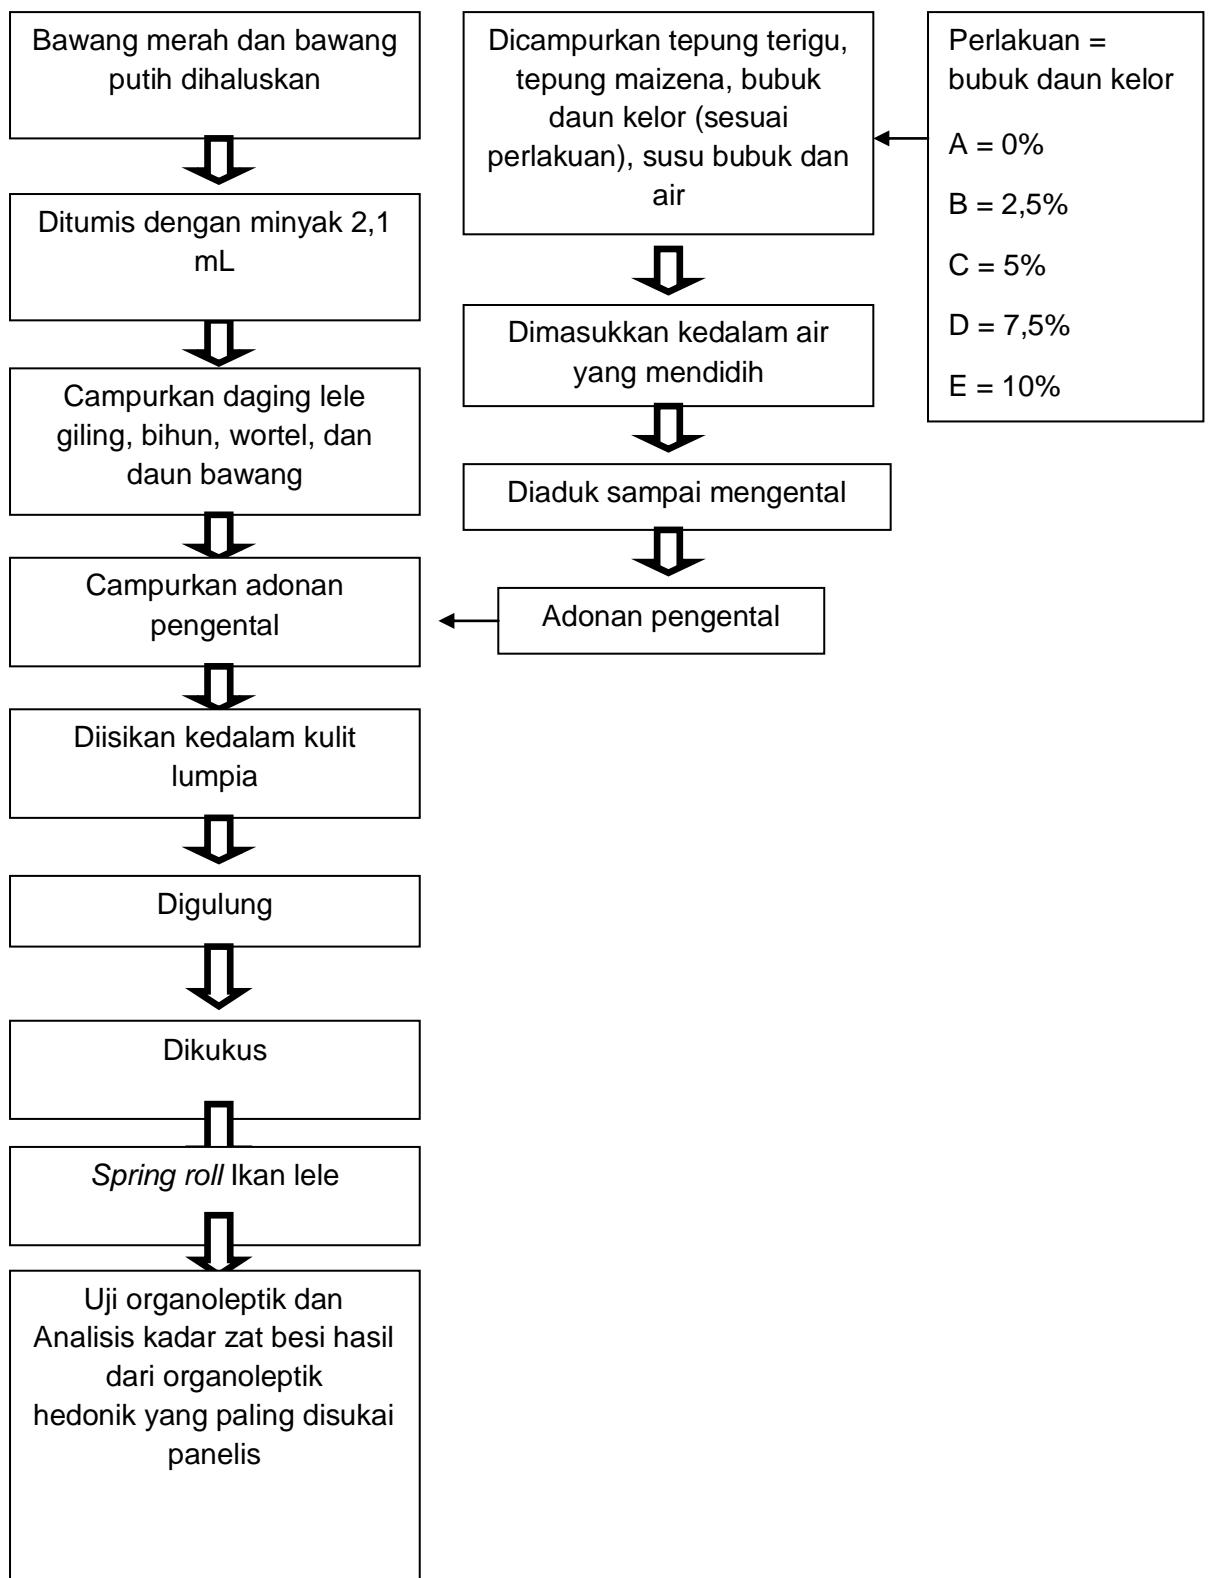 Bawang merah dan bawang
putih dihaluskan
Ditumis dengan minyak 2,1
mL
Campurkan daging lele
giling, bihun, wortel, dan
daun bawang
Campurkan adonan
pengental
Diisikan kedalam kulit
lumpia
Digulung
Dikukus
Spring roll Ikan lele
Uji organoleptik dan
Analisis kadar zat besi hasil
dari organoleptik
hedonik yang paling disukai
panelis
Dicampurkan tepung terigu,
tepung maizena, bubuk
daun kelor (sesuai
perlakuan), susu bubuk dan
air
Dimasukkan kedalam air
yang mendidih
Diaduk sampai mengental
Adonan pengental
Perlakuan =
bubuk daun kelor
A = 0%
B = 2,5%
C = 5%
D = 7,5%
E = 10%